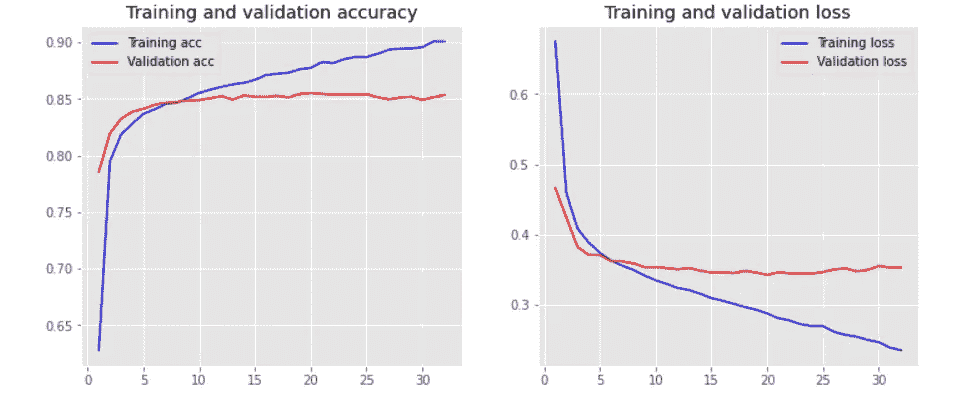 Training and validation accuracy
Training acc
Validation acc
0.90
0.85
0.80
0.75
0.70
0.65
0 5 10 15 20 25 30
Training and validation loss
Training loss
Validation loss
0.6
0.5
0.4
0.3
0 5 10 15 20 25 30